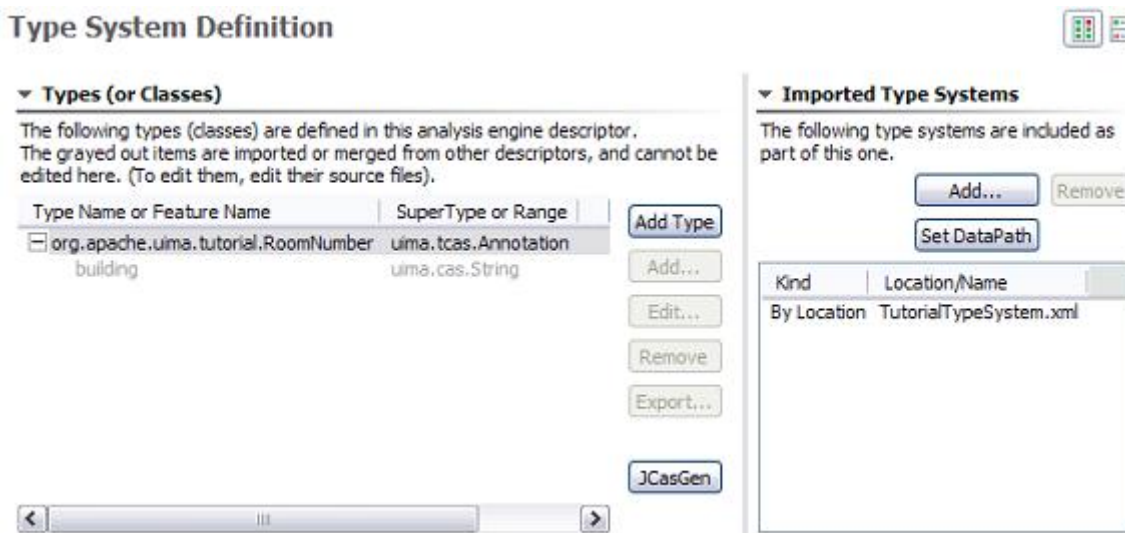 Type System Definition
Types (or Classes)
The following types (classes) are defined in this analysis engine descriptor.
The grayed out items are imported or merged from other descriptors, and cannot be
edited here. (To edit them, edit their source files).
Type Name or Feature Name SuperType or Range
org.apache.uima.tutorial.RoomNumber uima.tcas.Annotation
building uima.cas.String
Add Type
Add...
Edit...
Remove
Export...
JCasGen
Imported Type Systems
The following type systems are included as
part of this one.
Add... Remove
Set DataPath
Kind Location/Name
By Location TutorialTypeSystem.xml